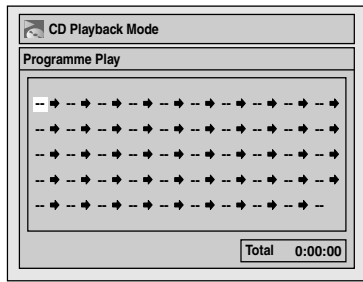 CD Playback Mode
Programme Play
-- ➧ -- ➧ -- ➧ -- ➧ -- ➧ -- ➧ -- ➧ -- ➧ -- ➧ -- ➧
-- ➧ -- ➧ -- ➧ -- ➧ -- ➧ -- ➧ -- ➧ -- ➧ -- ➧ -- ➧
-- ➧ -- ➧ -- ➧ -- ➧ -- ➧ -- ➧ -- ➧ -- ➧ -- ➧ -- ➧
-- ➧ -- ➧ -- ➧ -- ➧ -- ➧ -- ➧ -- ➧ -- ➧ -- ➧ -- ➧
-- ➧ -- ➧ -- ➧ -- ➧ -- ➧ -- ➧ -- ➧ -- ➧ -- ➧ --
Total 0:00:00